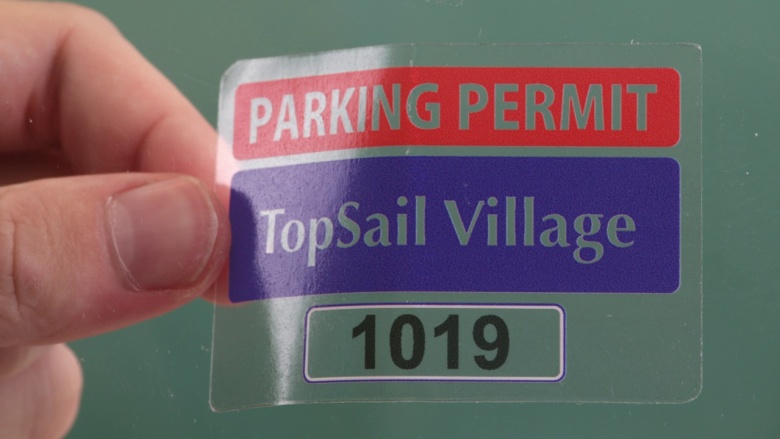 PARKING PERMIT
TopSail Village
1019